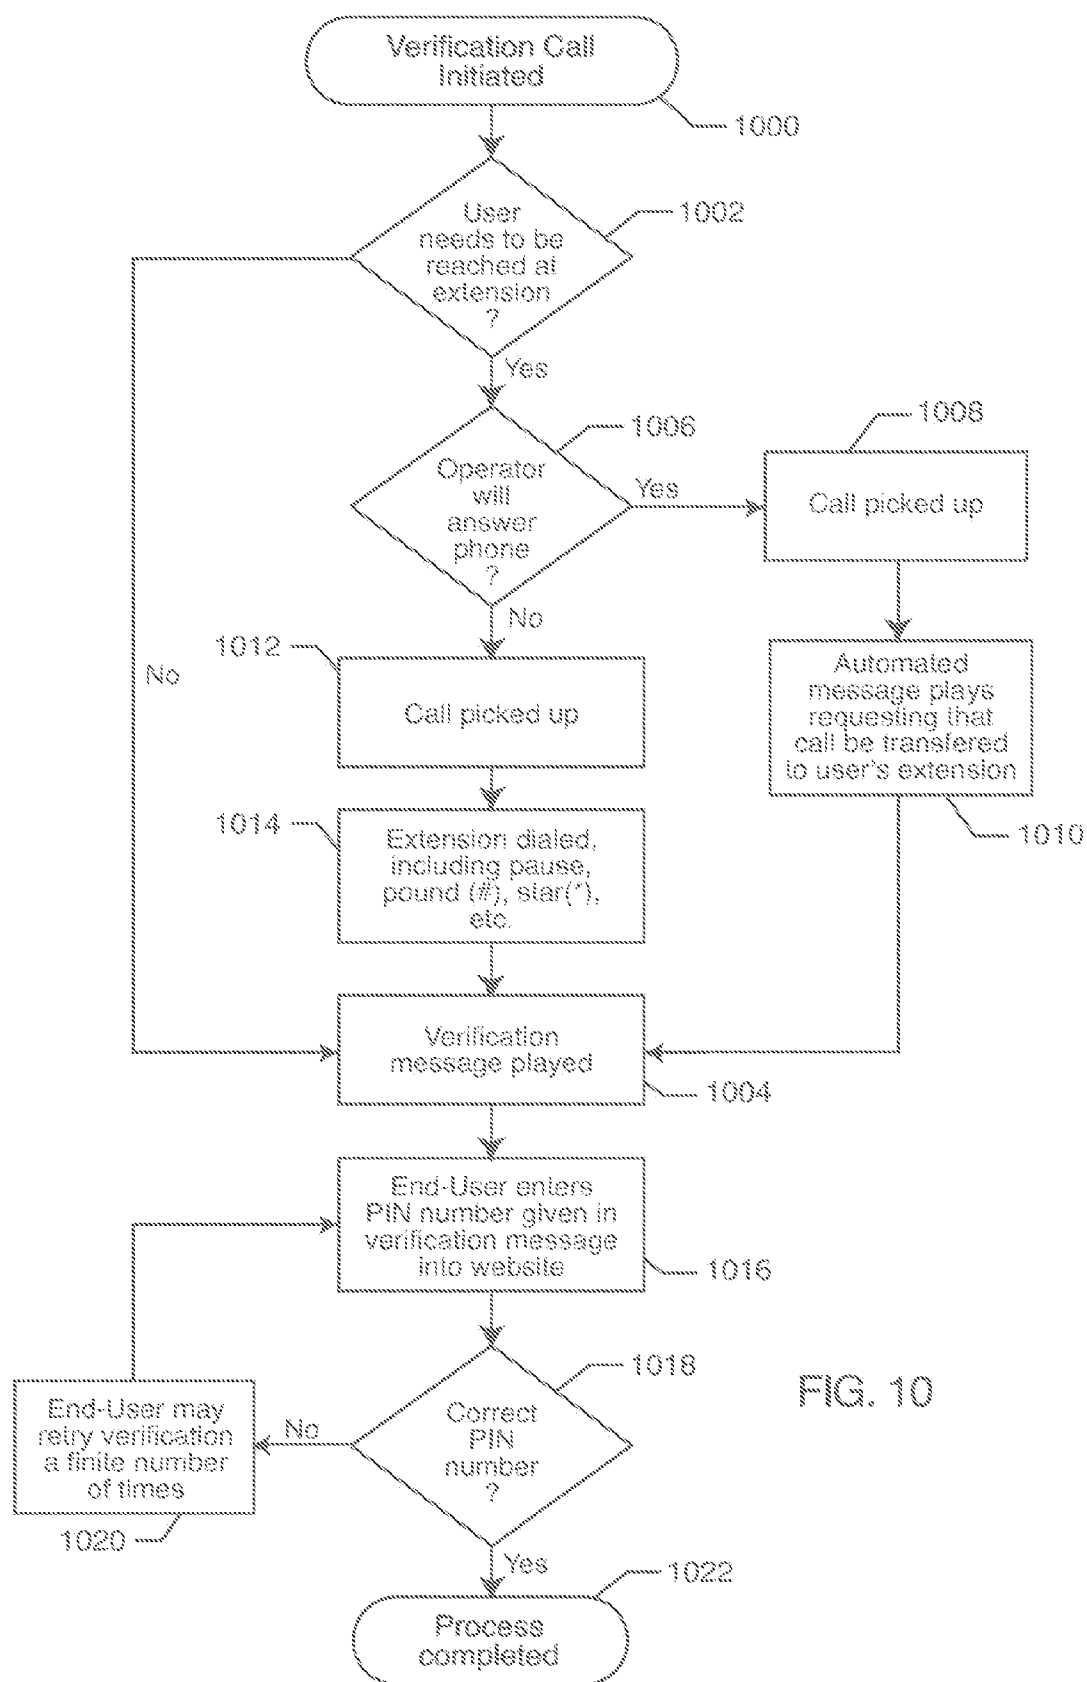 Verification Call
Initiated
1000
User
needs to be
reached at
extension
?
1002
Yes
No
Operator
will
answer
phone
?
1006
Yes
No
1008
Call picked up
Automated
message plays
requesting that
call be transfered
to user's extension
1010
1012
Call picked up
1014
Extension dialed,
including pause,
pound (#), star(*),
etc.
Verification
message played
1004
End-User enters
PIN number given in
verification message
into website
1016
Correct
PIN
number
?
1018
No
End-User may
retry verification
a finite number
of times
1020
Yes
Process
completed
1022
FIG. 10